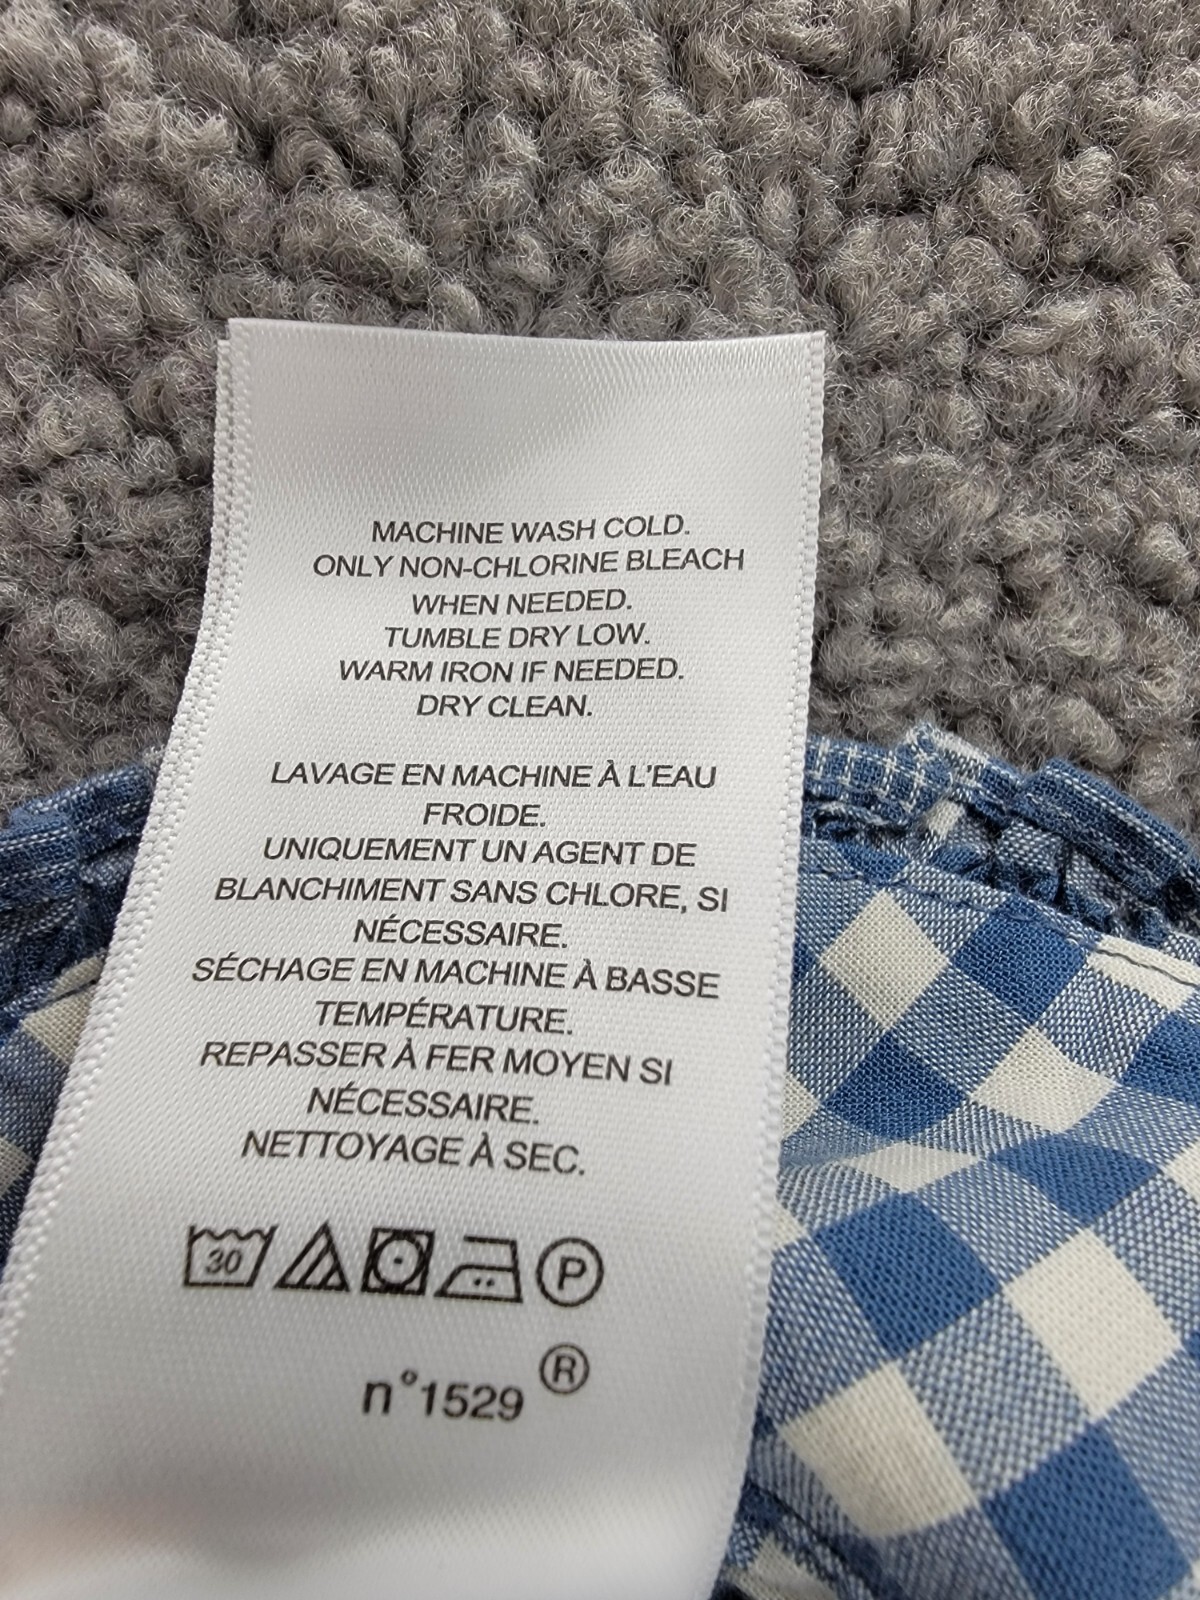 MACHINE WASH COLD.
ONLY NON-CHLORINE BLEACH
WHEN NEEDED.
TUMBLE DRY LOW.
WARM IRON IF NEEDED.
DRY CLEAN.
LAVAGE EN MACHINE À L'EAU
FROIDE.
UNIQUEMENT UN AGENT DE
BLANCHIMENT SANS CHLORE, SI
NÉCESSAIRE.
SÉCHAGE EN MACHINE À BASSE
TEMPÉRATURE.
REPASSER À FER MOYEN SI
NÉCESSAIRE.
NETTOYAGE À SEC.
30 P
n°1529 ®